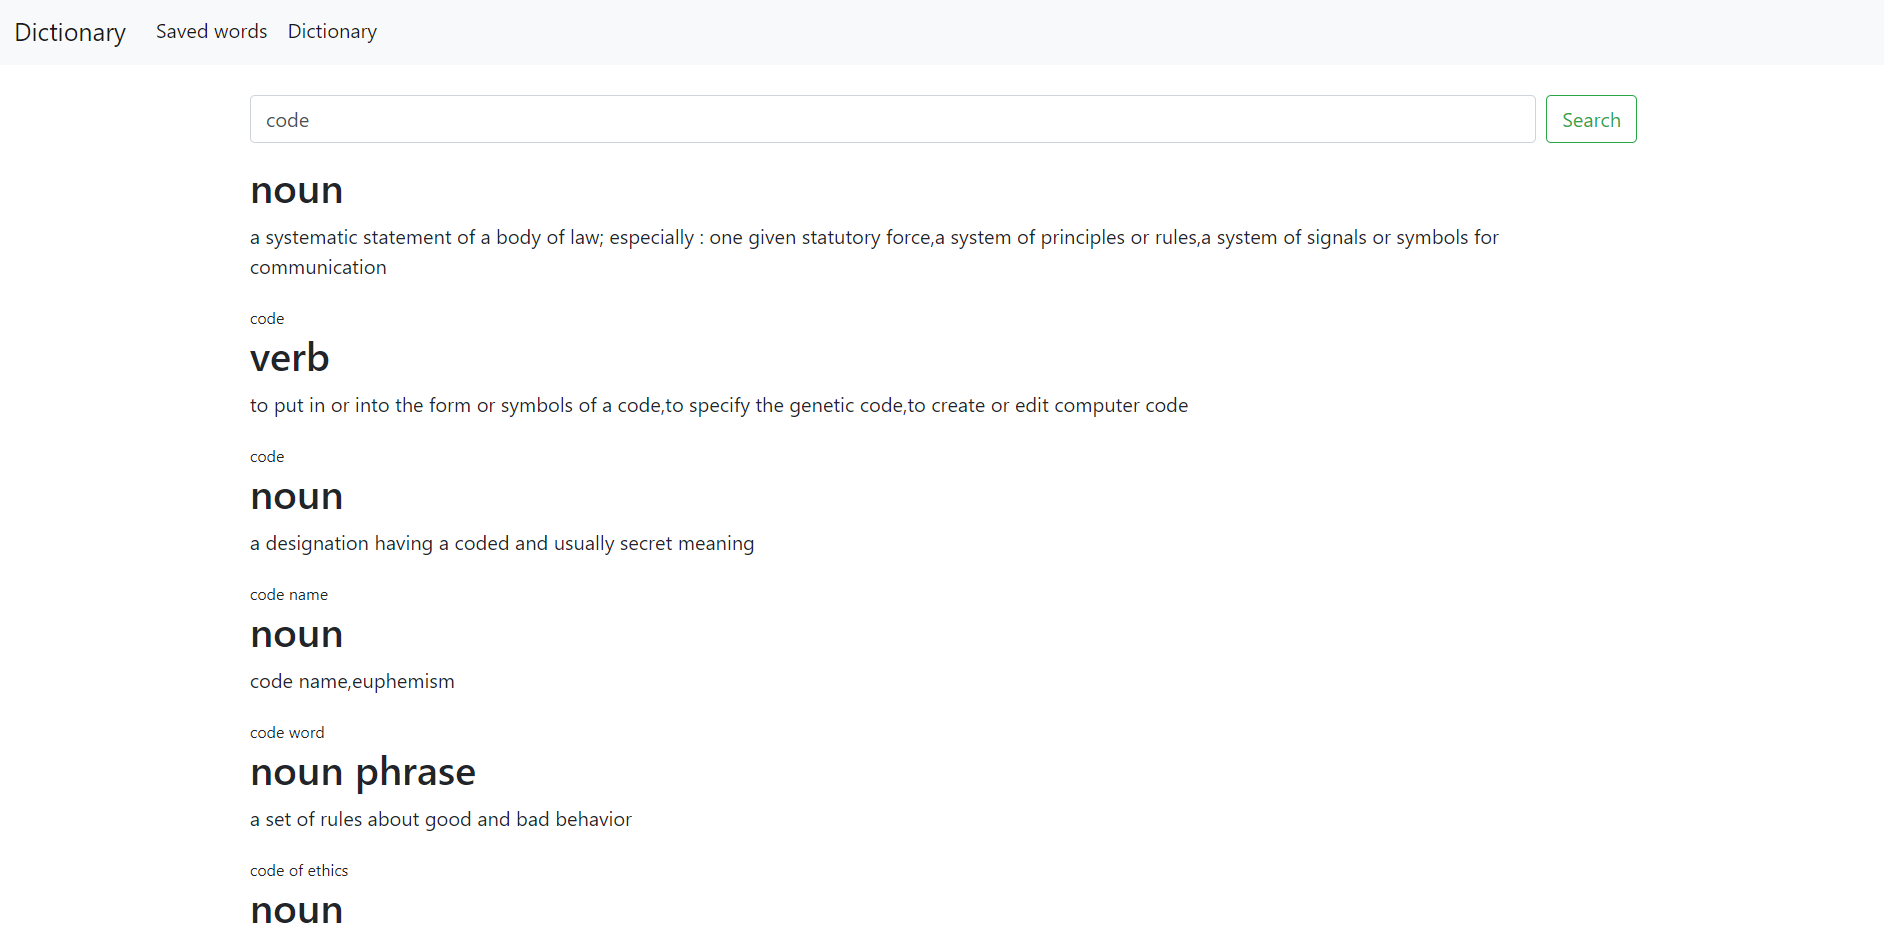 Dictionary Saved words Dictionary
code Search
noun
a systematic statement of a body of law; especially : one given statutory force,a system of principles or rules,a system of signals or symbols for
communication
code
verb
to put in or into the form or symbols of a code,to specify the genetic code,to create or edit computer code
code
noun
a designation having a coded and usually secret meaning
code name
noun
code name,euphemism
code word
noun phrase
a set of rules about good and bad behavior
code of ethics
noun